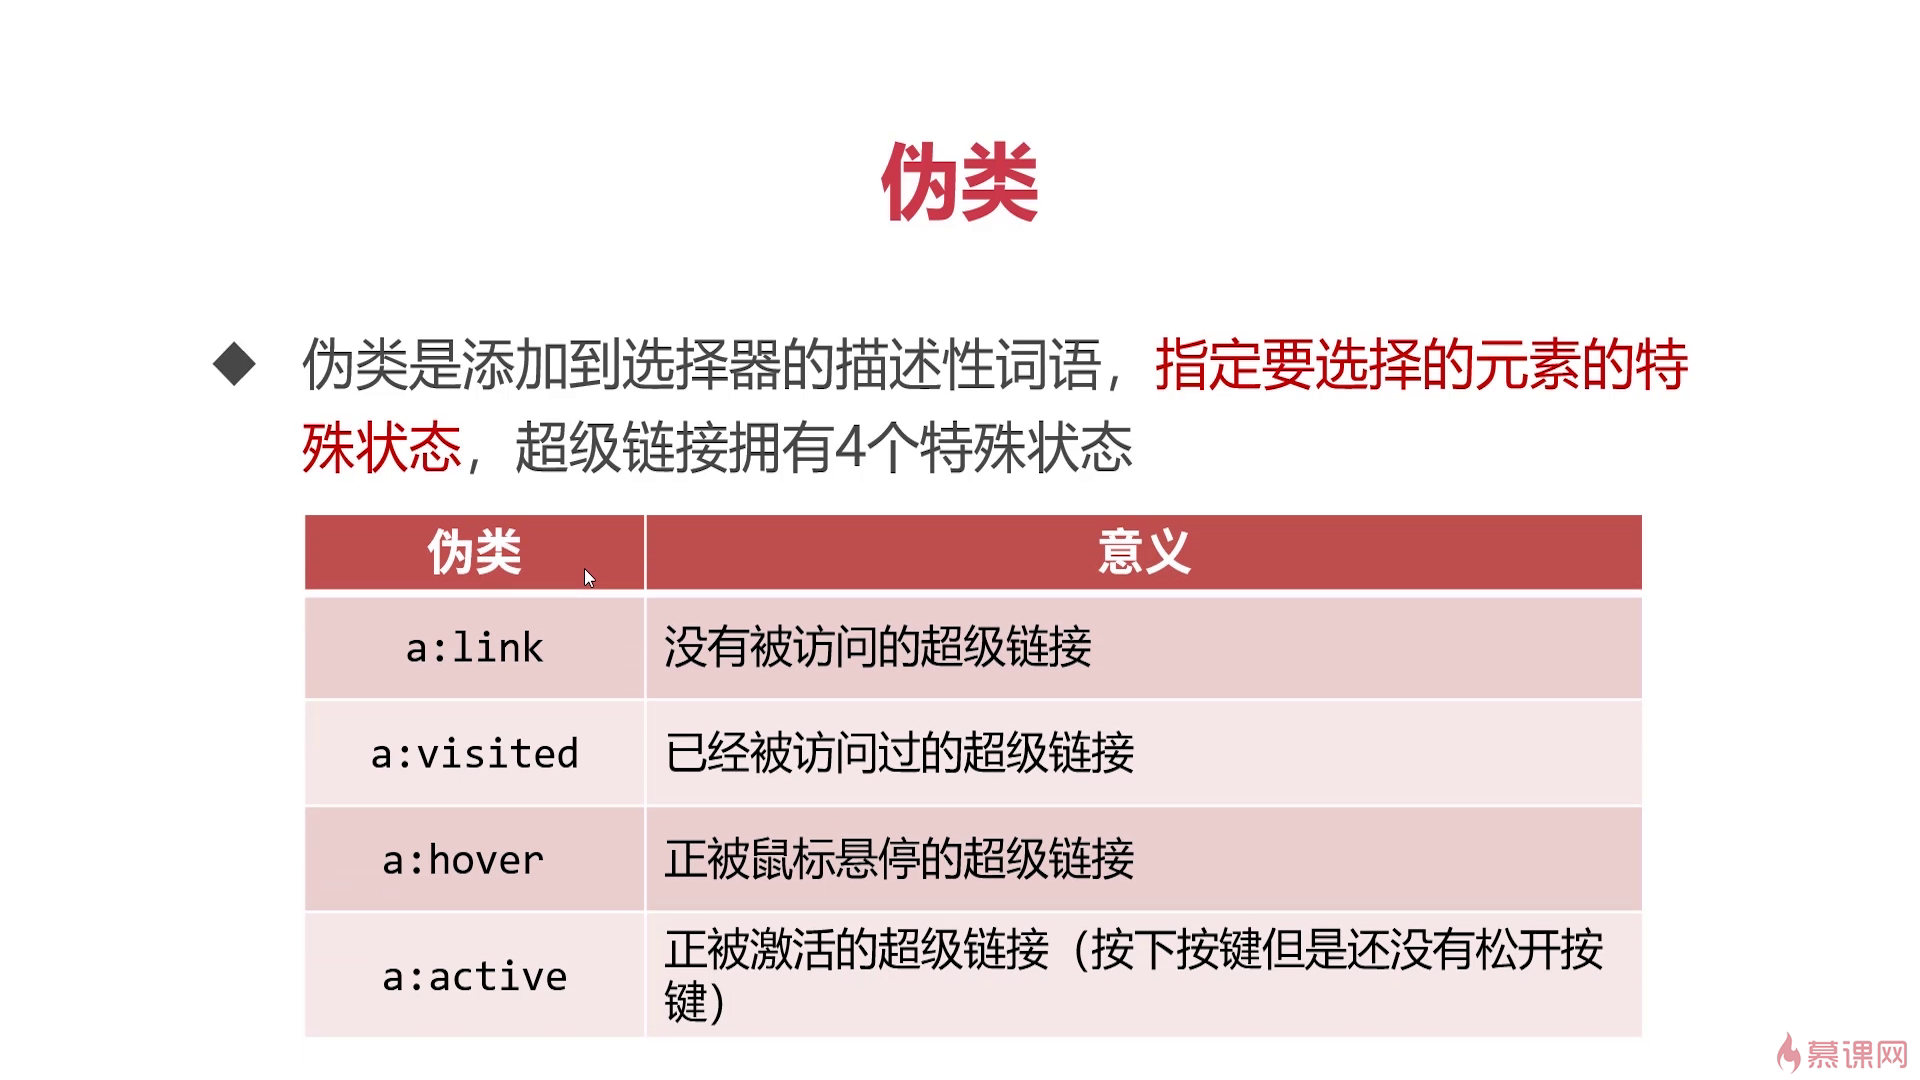 伪类
伪类是添加到选择器的描述性词语，指定要选择的元素的特
殊状态，超级链接拥有4个特殊状态
伪类 意义
a:link 没有被访问的超级链接
a:visited 已经被访问过的超级链接
a:hover 正被鼠标悬停的超级链接
a:active 正被激活的超级链接（按下按键但是还没有松开按
键）
慕课网